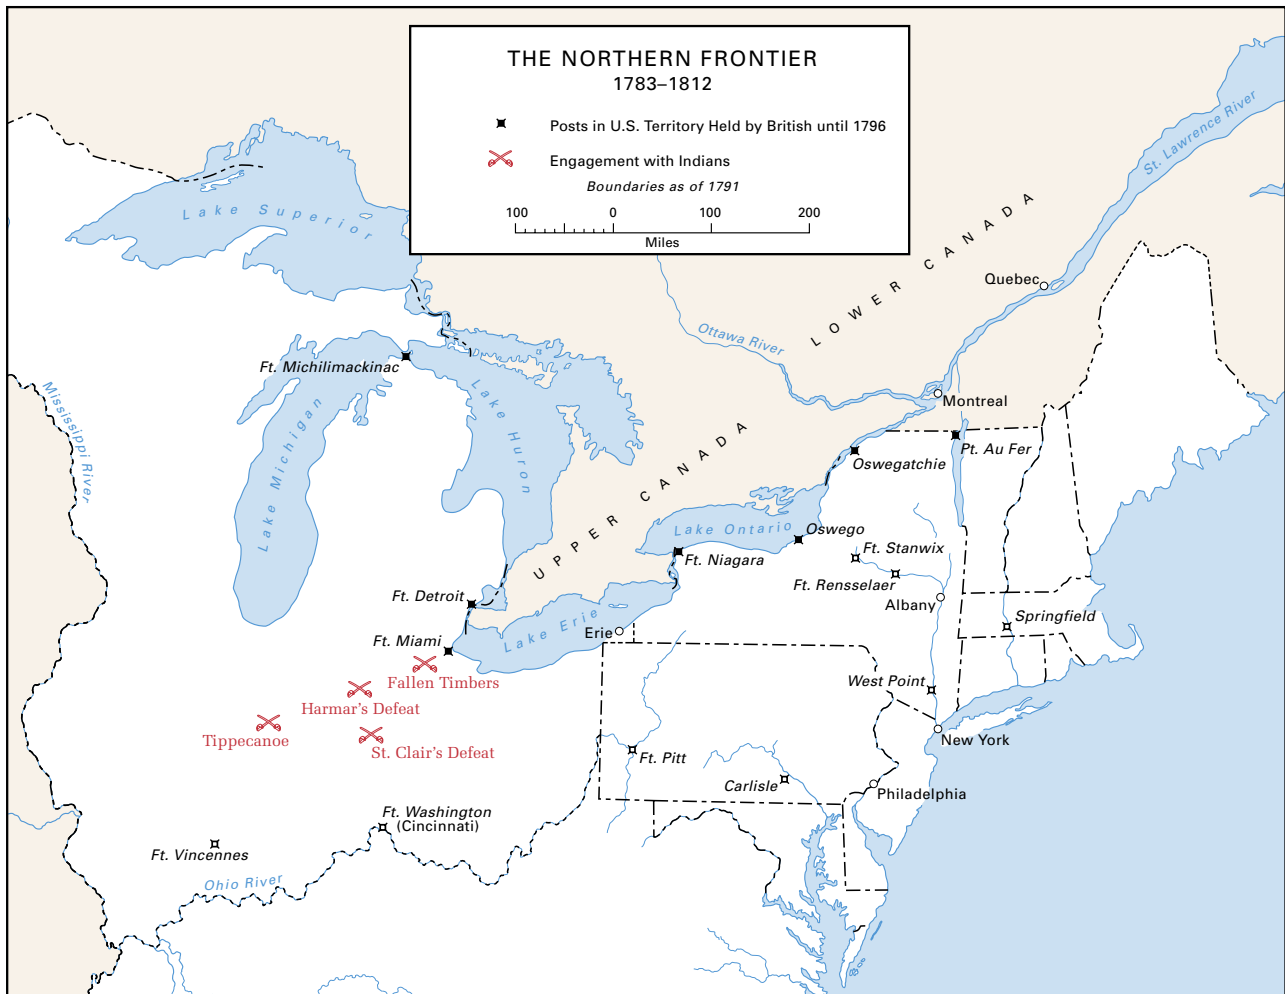 THE NORTHERN FRONTIER
1783–1812
Posts in U.S. Territory Held by British until 1796
Engagement with Indians
Boundaries as of 1791
100 0 100 200
Miles
St. Lawrence River
Lake Superior
LOWER CANADA
Quebec
Ottawa River
Ft. Michilimackinac
Mississippi River
Lake Michigan
Lake Huron
Montreal
Pt. Au Fer
Oswegatchie
UPPER CANADA
Lake Ontario
Oswego
Ft. Niagara
Ft. Stanwix
Ft. Rensselaer
Albany
Ft. Detroit
Springfield
Lake Erie
Erie
Ft. Miami
Fallen Timbers
Harmar's Defeat
West Point
Tippecanoe
St. Clair's Defeat
New York
Ft. Pitt
Carlisle
Philadelphia
Ft. Washington
(Cincinnati)
Ft. Vincennes
Ohio River